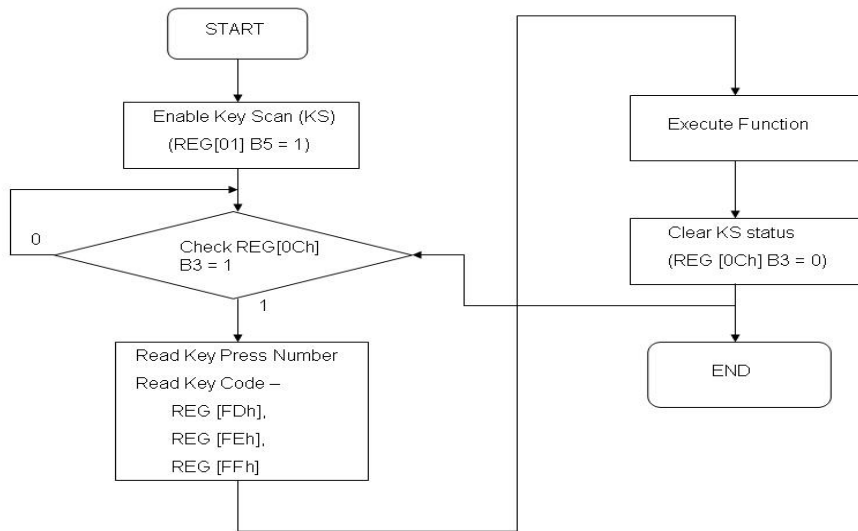 START
Enable Key Scan (KS)
(REG[01] B5 = 1)
0
Check REG[0Ch]
B3 = 1
1
Read Key Press Number
Read Key Code –
REG [FDh],
REG [FEh],
REG [FFh]
Execute Function
Clear KS status
(REG [0Ch] B3 = 0)
END